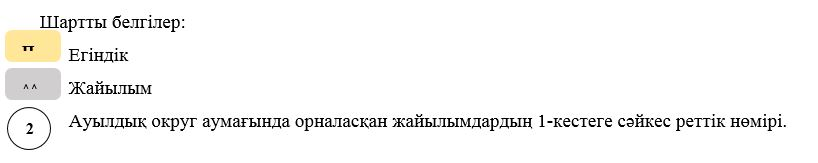 Шартты белгілер:
п Егіндік
^ ^ Жайылым
2 Ауылдық округ аумағында орналасқан жайылымдардың 1-кестеге сәйкес реттік нөмірі.